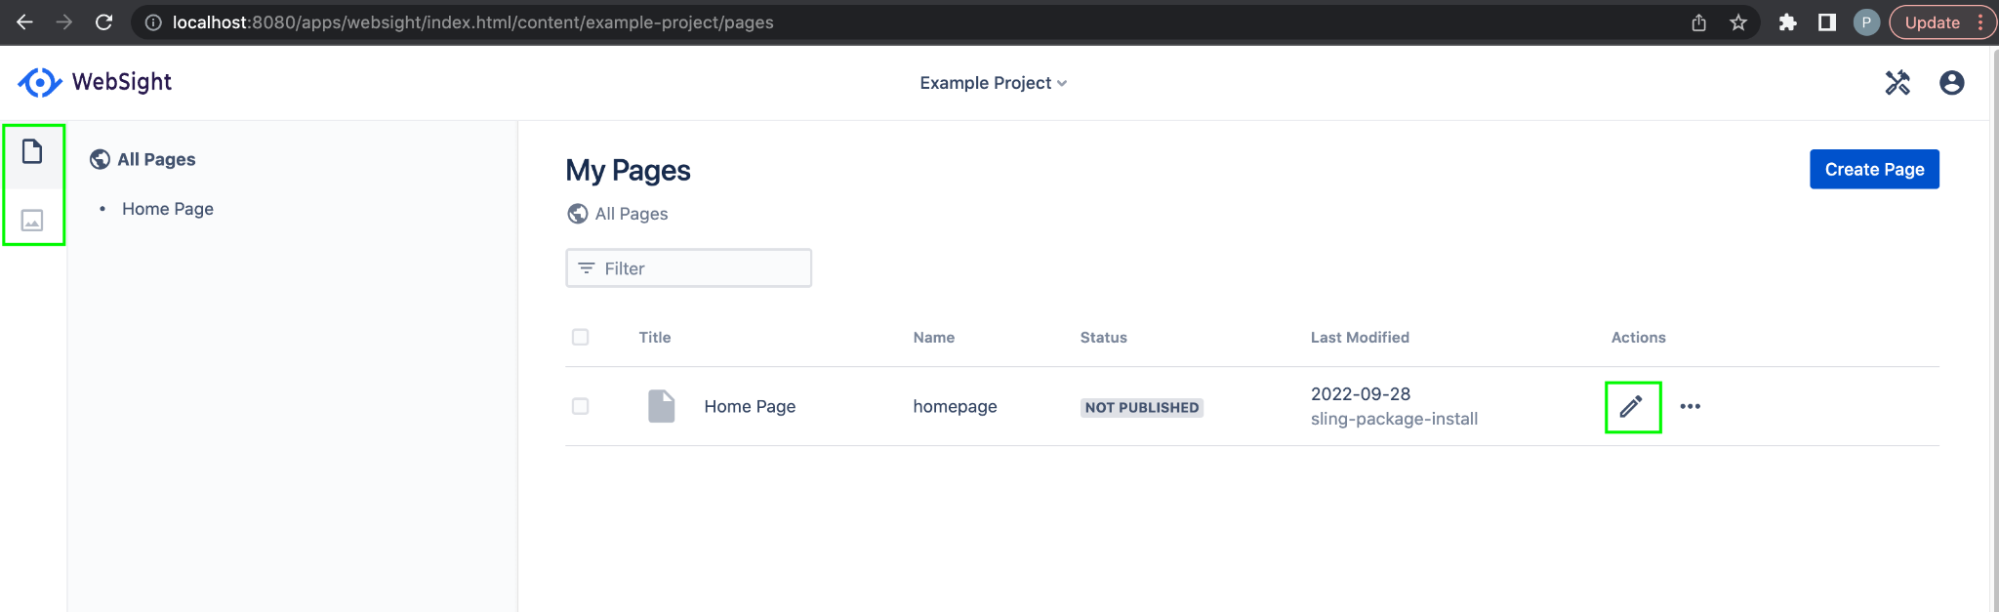 localhost:8080/apps/websight/index.html/content/example-project/pages
P
Update
WebSight
Example Project
All Pages
Home Page
My Pages
Create Page
All Pages
Filter
Title Name Status Last Modified Actions
Home Page homepage NOT PUBLISHED 2022-09-28
sling-package-install